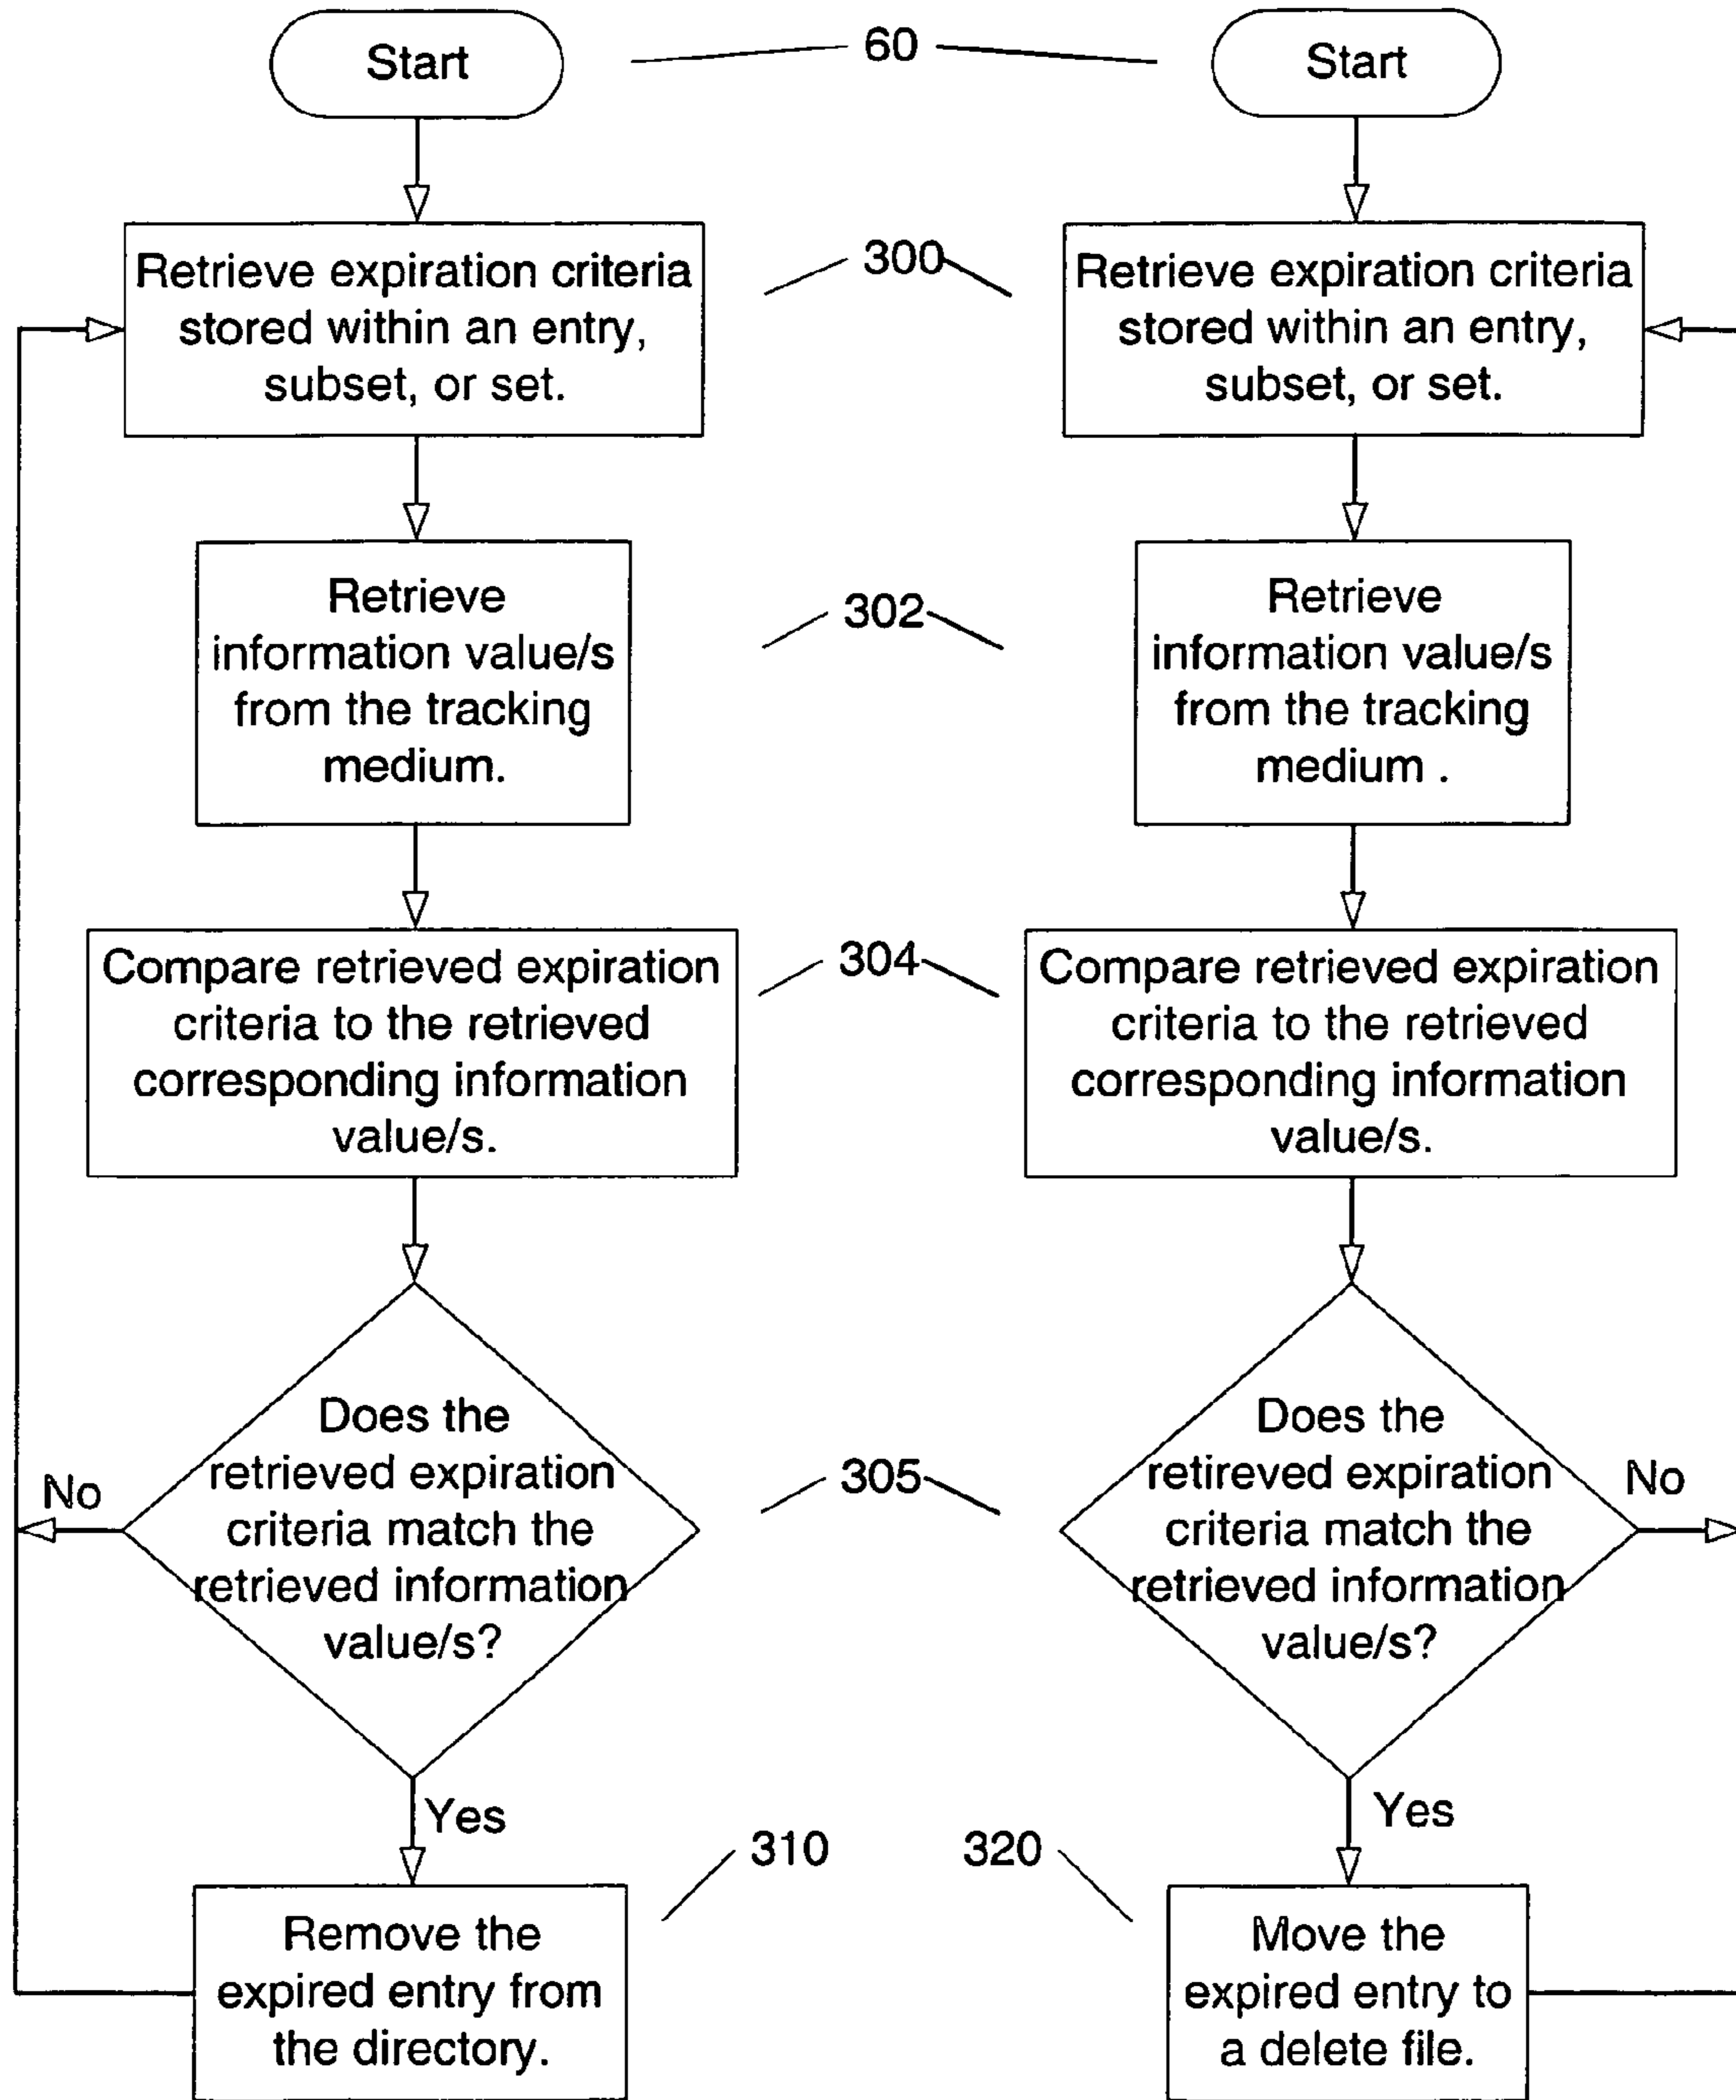 Start
60
Start
Retrieve expiration criteria
stored within an entry,
subset, or set.
300
Retrieve expiration criteria
stored within an entry,
subset, or set.
Retrieve
information value/s
from the tracking
medium.
302
Retrieve
information value/s
from the tracking
medium .
Compare retrieved expiration
criteria to the retrieved
corresponding information
value/s.
304
Compare retrieved expiration
criteria to the retrieved
corresponding information
value/s.
No
Does the
retrieved expiration
criteria match the
retrieved information
value/s?
305
Does the
retireved expiration
criteria match the
retrieved information
value/s?
No
Yes
Yes
310
320
Remove the
expired entry from
the directory.
Move the
expired entry to
a delete file.